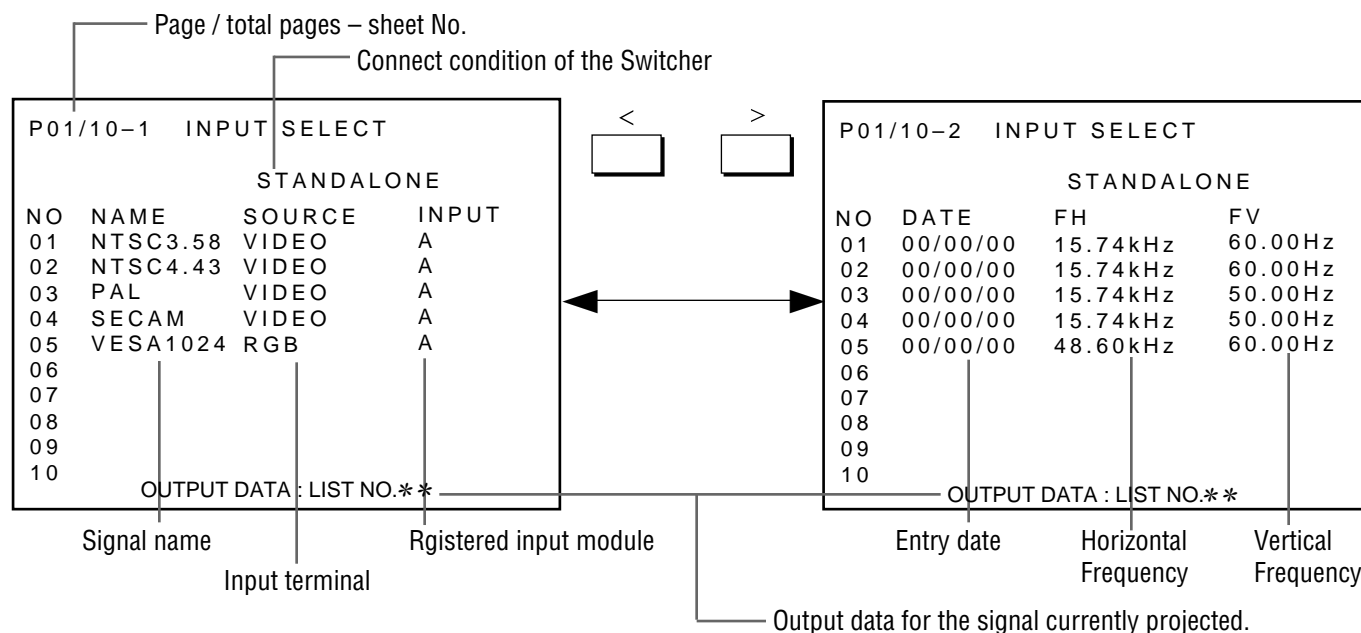 Page / total pages – sheet No.
Connect condition of the Switcher
P01/10–1 INPUT SELECT
STANDALONE
NO NAME SOURCE INPUT
01 NTSC3.58 VIDEO A
02 NTSC4.43 VIDEO A
03 PAL VIDEO A
04 SECAM VIDEO A
05 VESA1024 RGB A
06
07
08
09
10
OUTPUT DATA : LIST NO.**
Signal name
Input terminal
Rgistered input module
< >
P01/10–2 INPUT SELECT
STANDALONE
NO DATE FH FV
01 00/00/00 15.74kHz 60.00Hz
02 00/00/00 15.74kHz 60.00Hz
03 00/00/00 15.74kHz 50.00Hz
04 00/00/00 15.74kHz 50.00Hz
05 00/00/00 48.60kHz 60.00Hz
06
07
08
09
10
OUTPUT DATA : LIST NO.**
Entry date
Horizontal
Frequency
Vertical
Frequency
Output data for the signal currently projected.